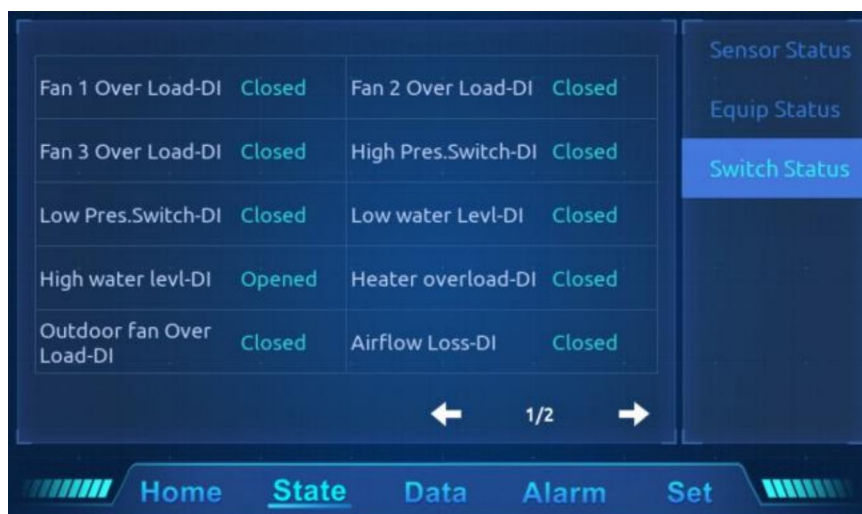 Sensor Status
Fan 1 Over Load-DI Closed Fan 2 Over Load-DI Closed
Equip Status
Fan 3 Over Load-DI Closed High Pres.Switch-DI Closed
Switch Status
Low Pres.Switch-DI Closed Low water Levl-DI Closed
High water levl-DI Opened Heater overload-DI Closed
Outdoor fan Over
Load-DI Closed Airflow Loss-DI Closed
1/2
Home State Data Alarm Set